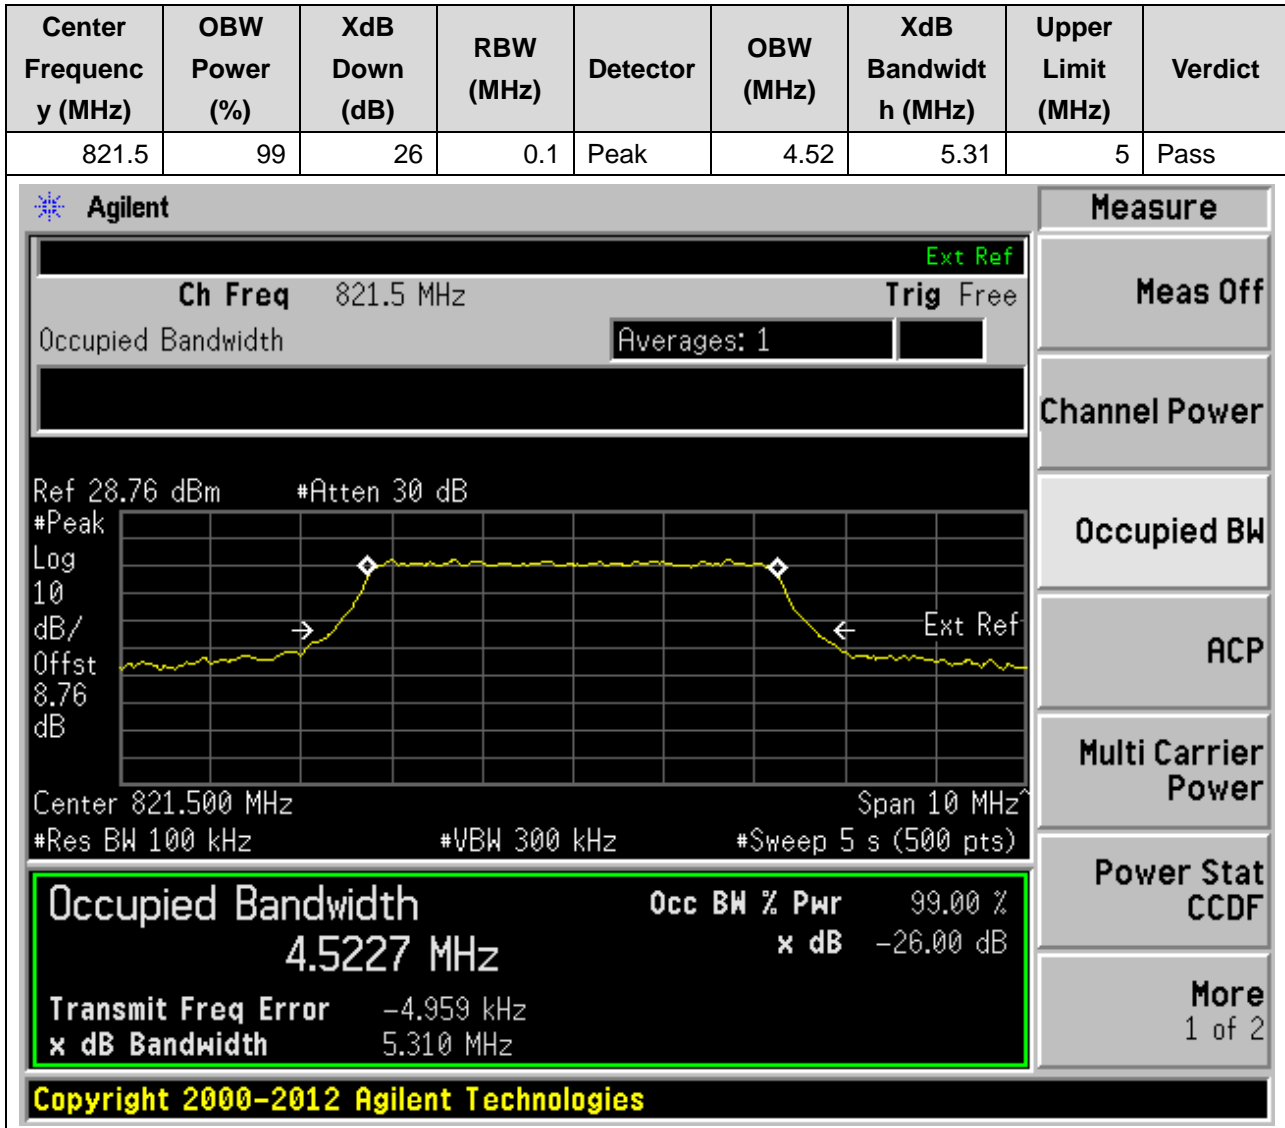 Center Frequency (MHz) OBW Power (%) XdB Down (dB) RBW (MHz) Detector OBW (MHz) XdB Bandwidth (MHz) Upper Limit (MHz) Verdict
821.5 99 26 0.1 Peak 4.52 5.31 5 Pass
Agilent
Measure
Ext Ref
Ch Freq 821.5 MHz Trig Free
Occupied Bandwidth Averages: 1
Meas Off
Channel Power
Occupied BW
ACP
Multi Carrier
Power
Power Stat
CCDF
More
1 of 2
Ref 28.76 dBm #Atten 30 dB
#Peak
Log
10
dB/
Offst
8.76
dB
Ext Ref
Center 821.500 MHz Span 10 MHz^
#Res BW 100 kHz #VBW 300 kHz #Sweep 5 s (500 pts)
Occupied Bandwidth Occ BW % Pwr 99.00 %
4.5227 MHz x dB -26.00 dB
Transmit Freq Error -4.959 kHz
x dB Bandwidth 5.310 MHz
Copyright 2000-2012 Agilent Technologies